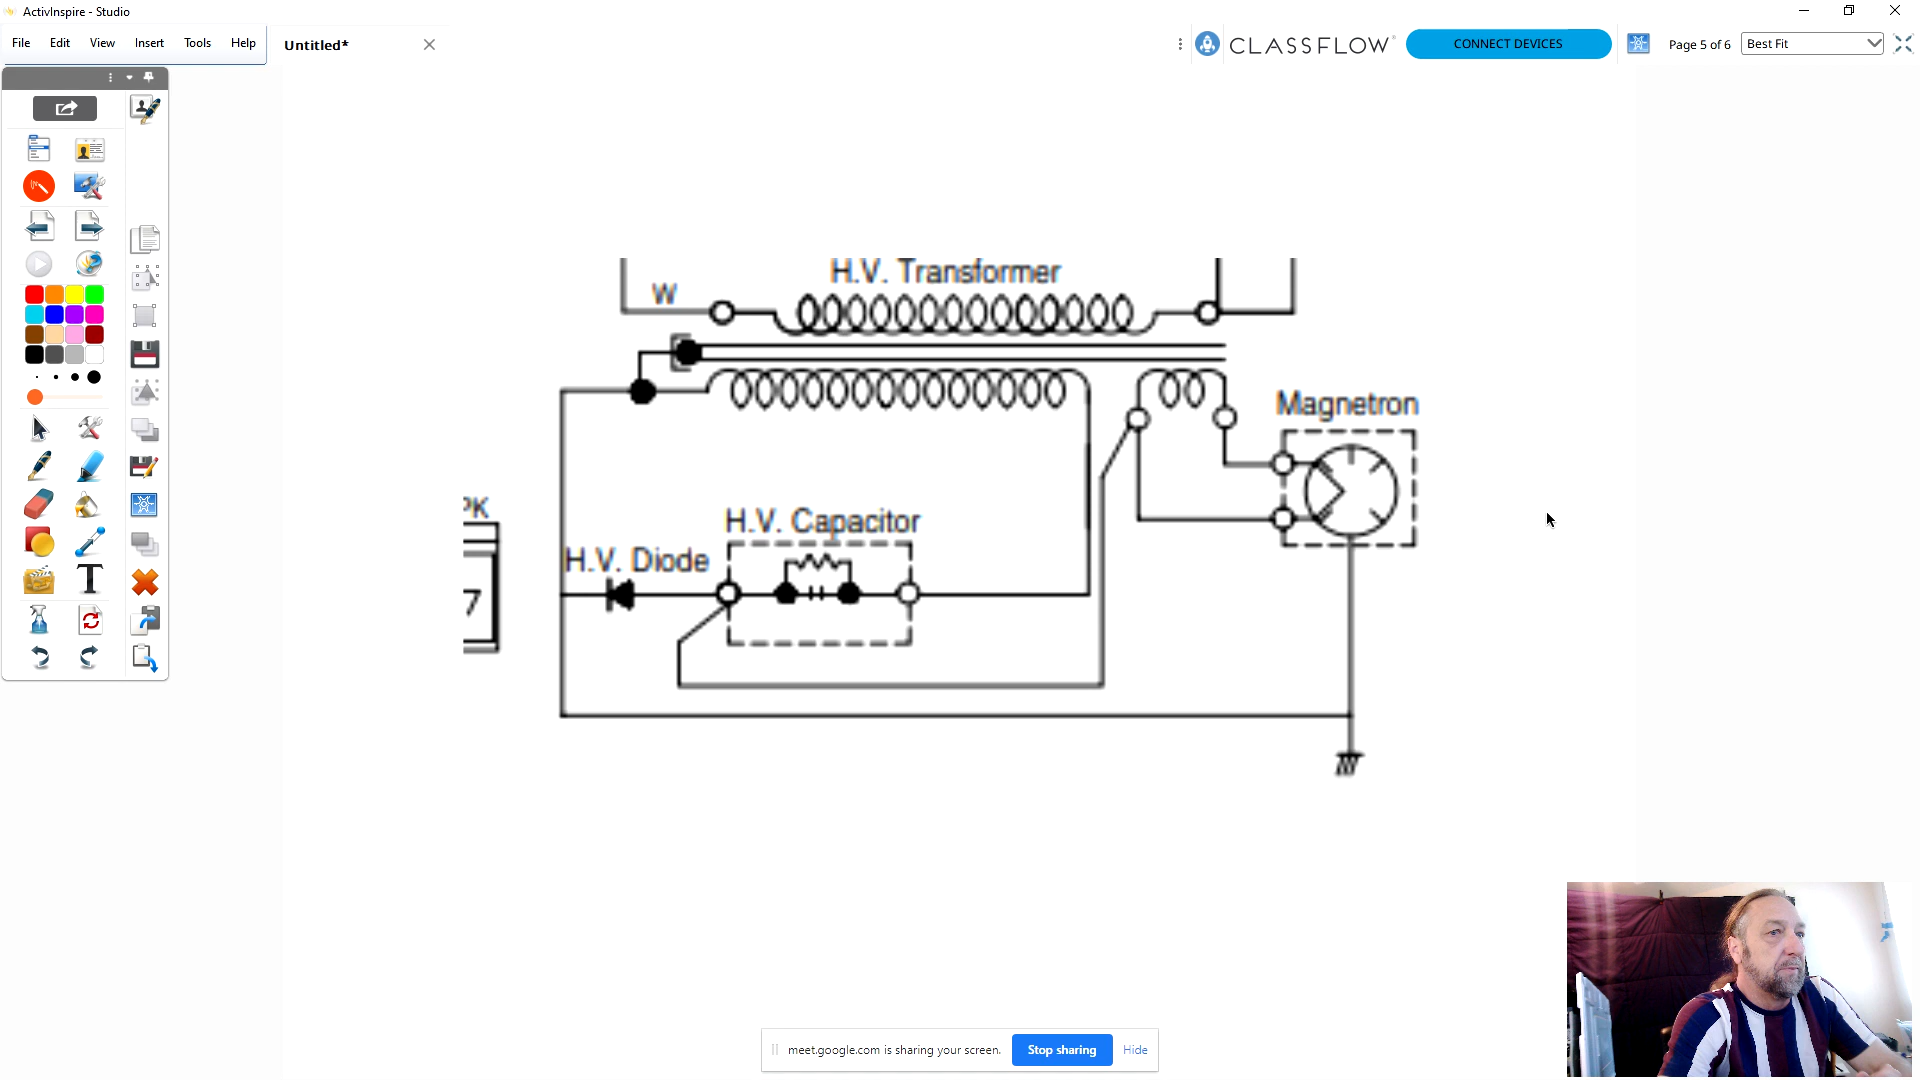 ActivInspire - Studio
File Edit View Insert Tools Help
Untitled*
CLASSFLOW
CONNECT DEVICES
Page 5 of 6
Best Fit
H.V. Transformer
W
Magnetron
PK
H.V. Capacitor
H.V. Diode
7
T
meet.google.com is sharing your screen.
Stop sharing
Hide